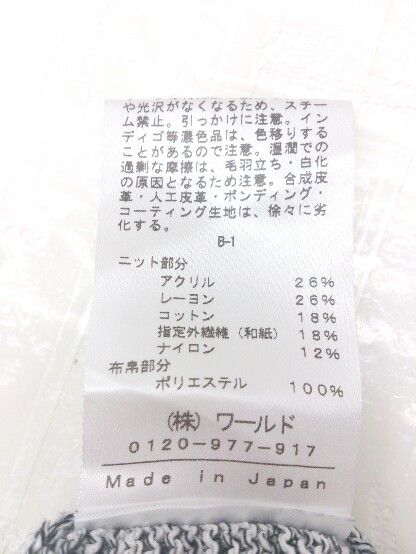 や光沢がなくなるため、スチー
ム禁止。引っかけに注意。イン
ディゴ等濃色品は、色移りする
ことがあるので注意。湿潤での
過剰な摩擦は、毛羽立ち・白化
の原因となるため注意。合成皮
革・人工皮革・ボンディング・
コーティング生地は、徐々に劣
化する。
B-1
ニット部分
アクリル 26%
レーヨン 26%
コットン 18%
指定外繊維（和紙） 18%
ナイロン 12%
布帛部分
ポリエステル 100%
（株）ワールド
0120-977-917
Made in Japan